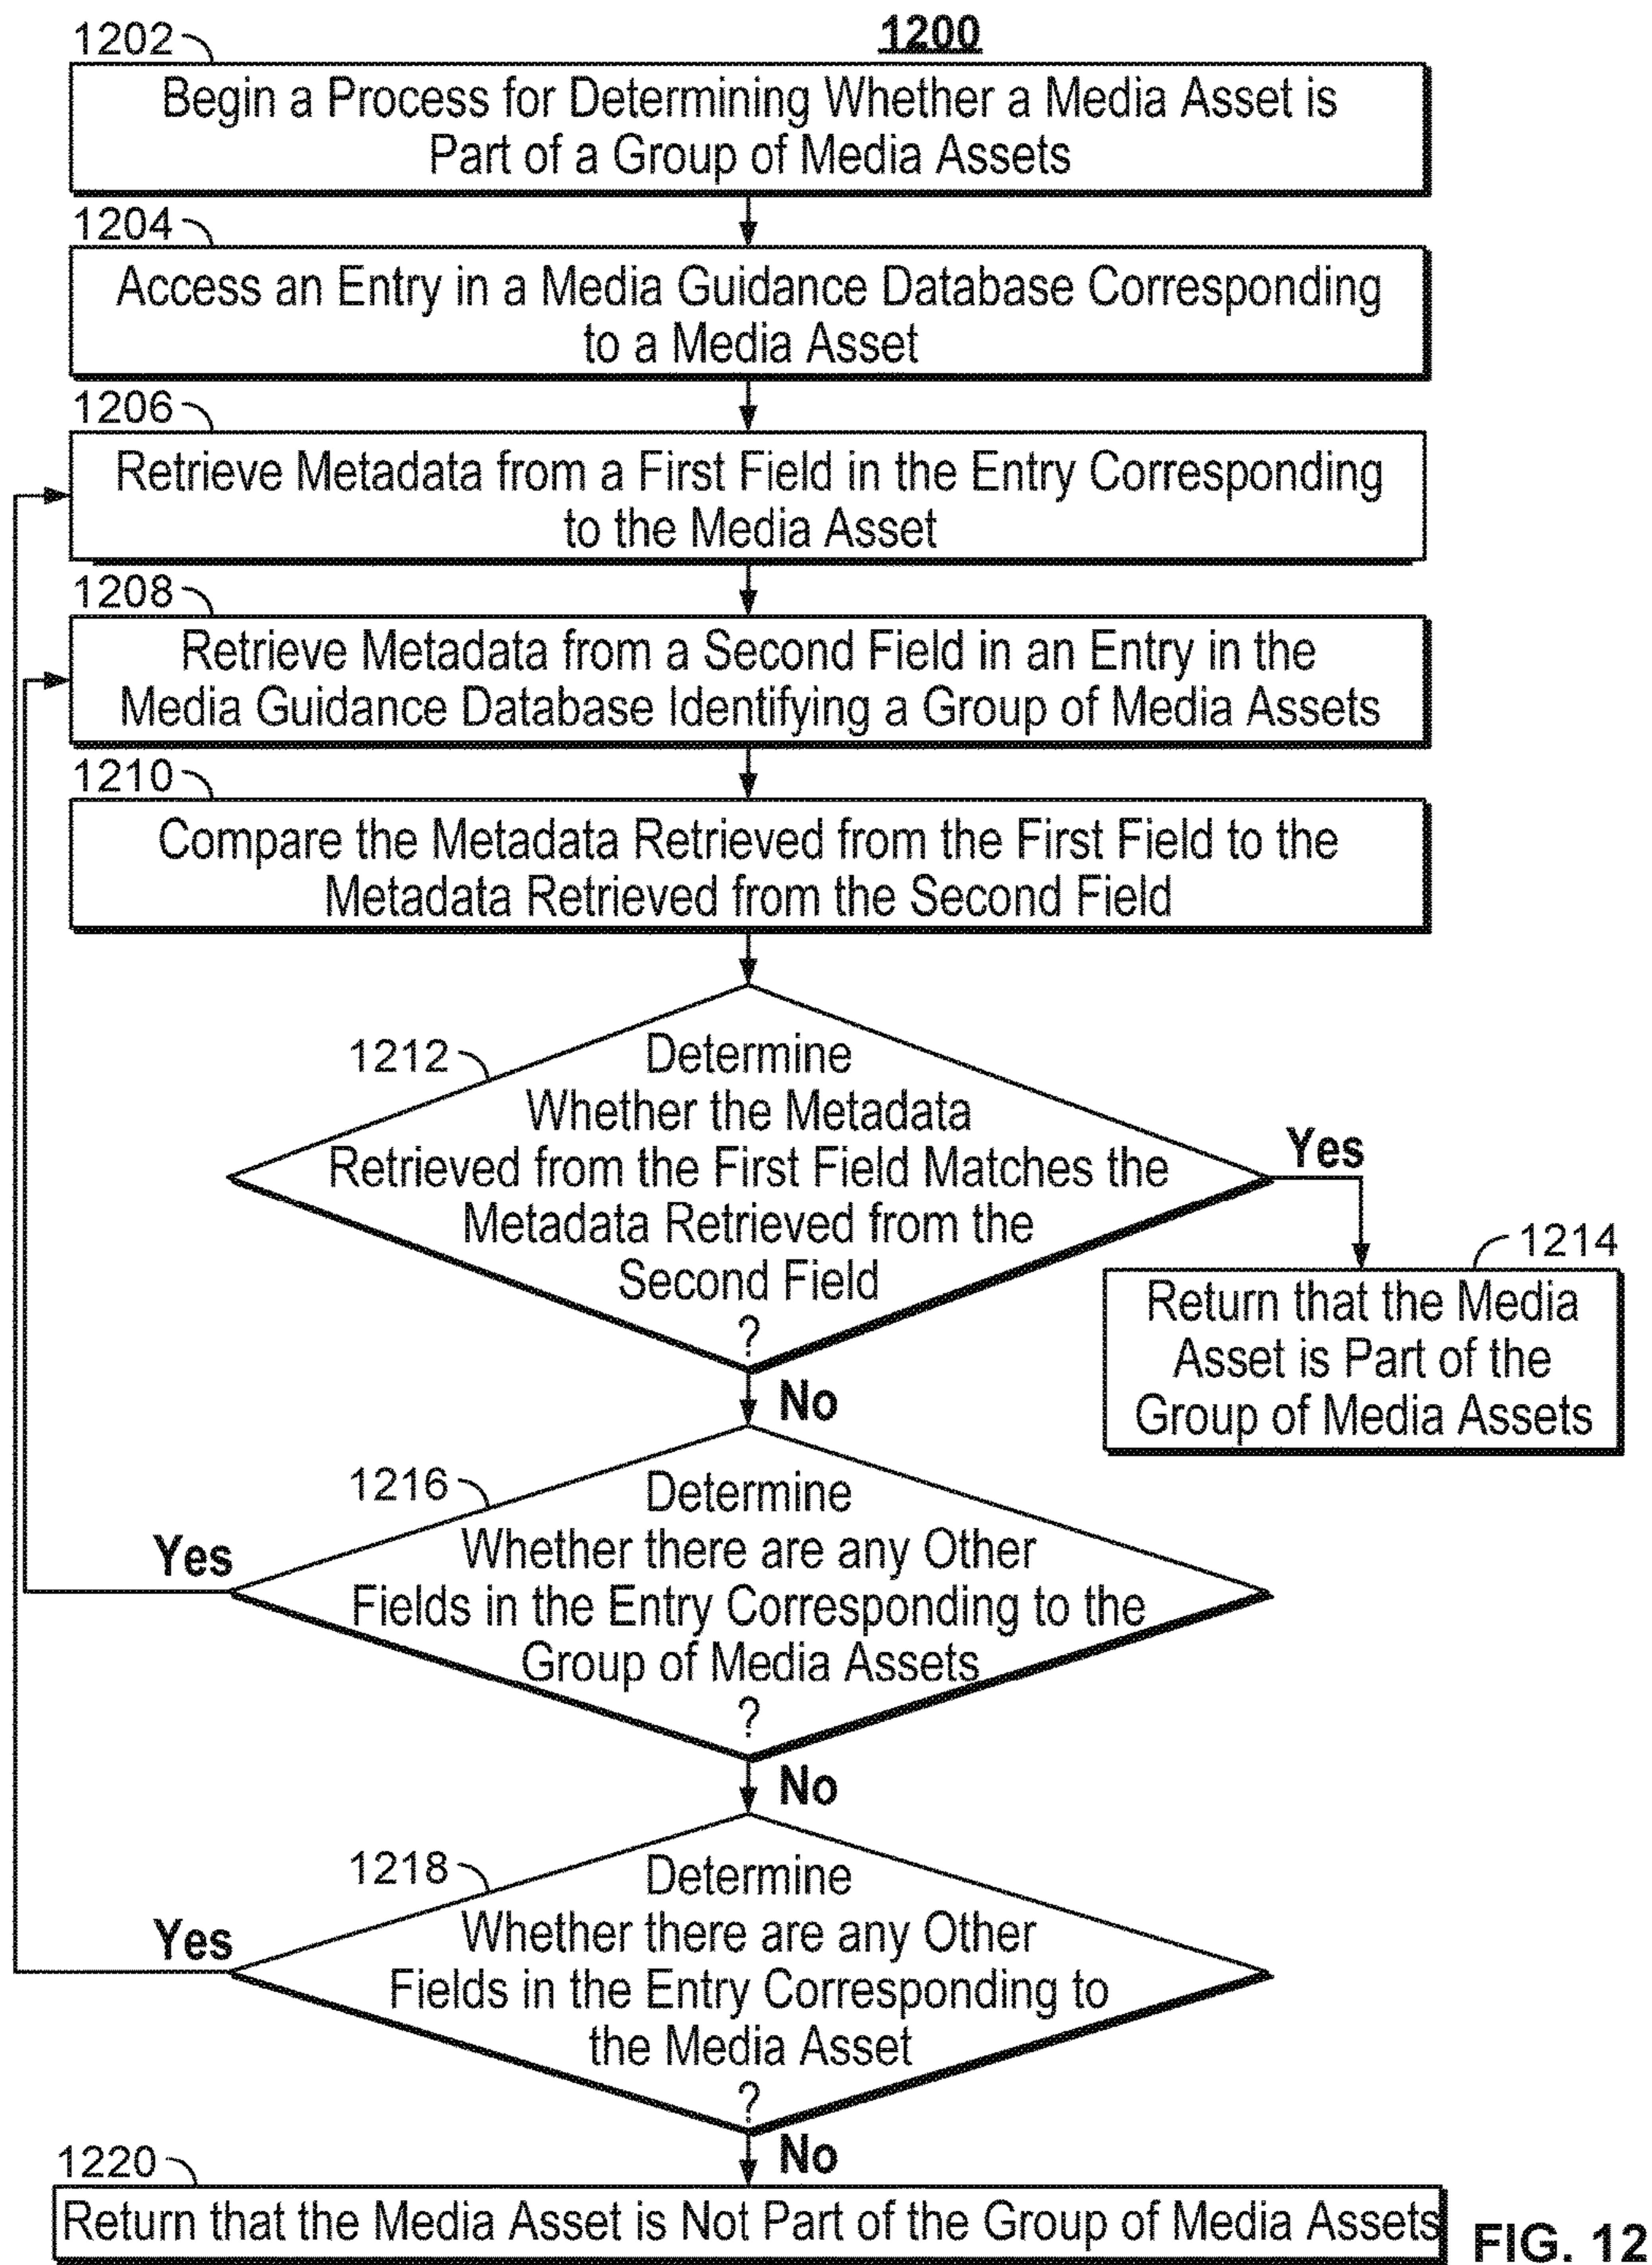 1200
1202
Begin a Process for Determining Whether a Media Asset is
Part of a Group of Media Assets
1204
Access an Entry in a Media Guidance Database Corresponding
to a Media Asset
1206
Retrieve Metadata from a First Field in the Entry Corresponding
to the Media Asset
1208
Retrieve Metadata from a Second Field in an Entry in the
Media Guidance Database Identifying a Group of Media Assets
1210
Compare the Metadata Retrieved from the First Field to the
Metadata Retrieved from the Second Field
1212
Determine
Whether the Metadata
Retrieved from the First Field Matches the
Metadata Retrieved from the
Second Field
?
Yes
1214
Return that the Media
Asset is Part of the
Group of Media Assets
No
1216
Determine
Whether there are any Other
Fields in the Entry Corresponding to the
Group of Media Assets
?
Yes
No
1218
Determine
Whether there are any Other
Fields in the Entry Corresponding to
the Media Asset
?
Yes
No
1220
Return that the Media Asset is Not Part of the Group of Media Assets
FIG. 12